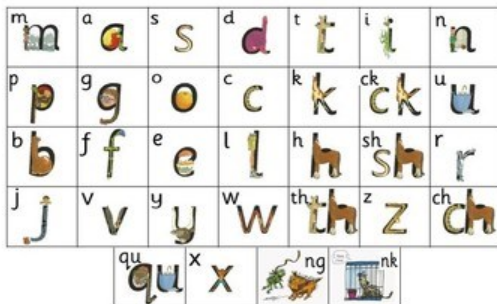 m a s d t i n
m a s d t i n
p g o c k ck u
p g o c k ck u
b f e l h sh r
b f e l h sh r
j v y w th z ch
j v y w th z ch
qu x ng nk
qu x